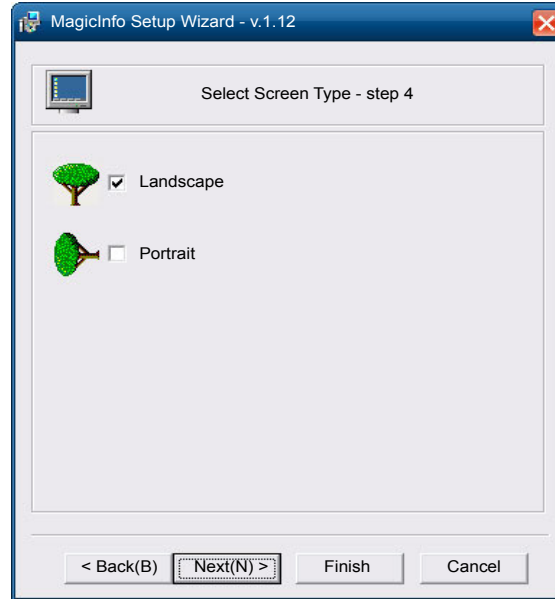 MagicInfo Setup Wizard - v.1.12
Select Screen Type - step 4
Landscape
Portrait
< Back(B) Next(N) > Finish Cancel